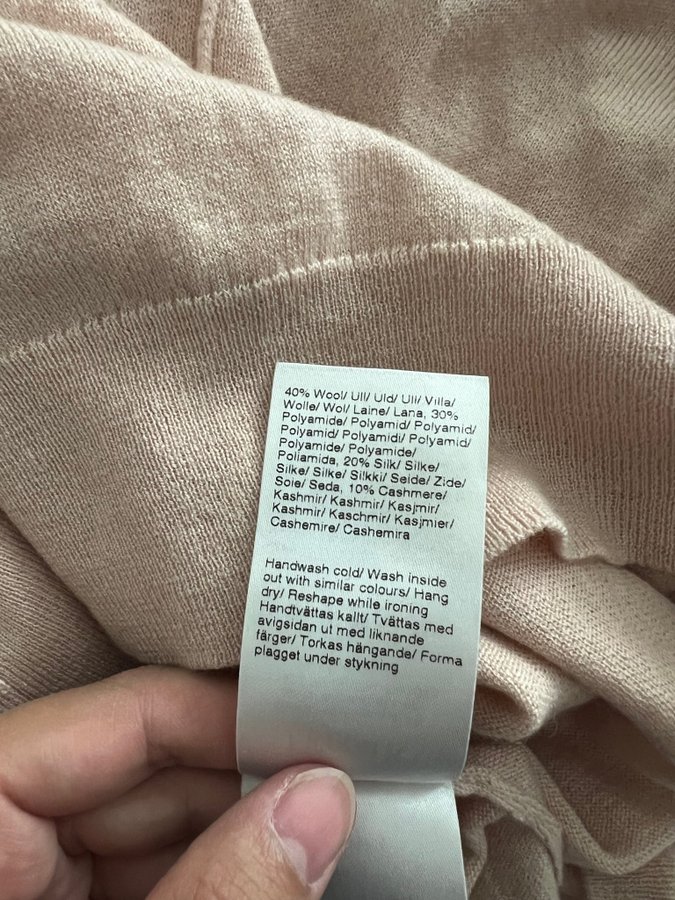 40% Wool/ Ull/ Uld/ Ull/ Villa/
Wolle/ Wol/ Laine/ Lana, 30%
Polyamide/ Polyamid/ Polyamid/
Polyamid/ Polyamidi/ Polyamid/
Polyamide/ Polyamide/
Poliamida, 20% Silk/ Silke/
Silke/ Silke/ Silkki/ Seide/ Zide/
Soie/ Seda, 10% Cashmere/
Kashmir/ Kashmir/ Kasjmir/
Kashmir/ Kaschmir/ Kasjmier/
Cashemire/ Cashemira
Handwash cold/ Wash inside
out with similar colours/ Hang
dry/ Reshape while ironing
Handtvättas kallt/ Tvättas med
avigsidan ut med liknande
färger/ Torkas hängande/ Forma
plagget under stykning